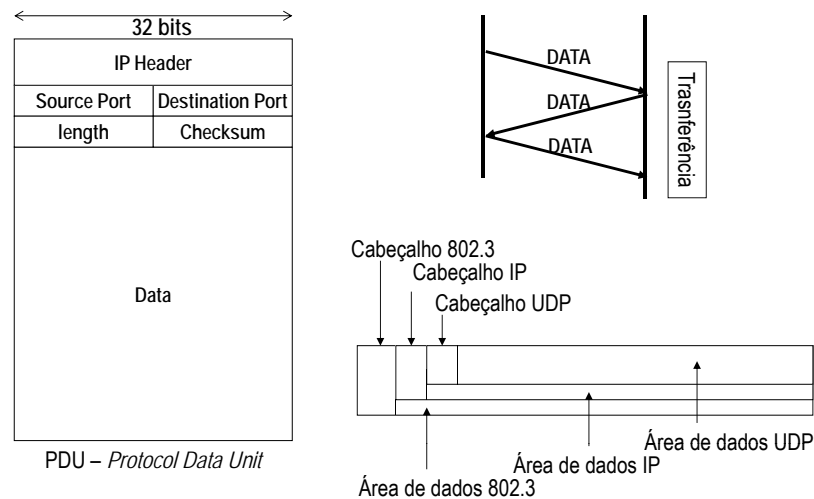 32 bits
IP Header
Source Port
Destination Port
length
Checksum
Data
PDU – Protocol Data Unit
DATA
DATA
DATA
Trasnferência
Cabeçalho 802.3
Cabeçalho IP
Cabeçalho UDP
Área de dados UDP
Área de dados IP
Área de dados 802.3